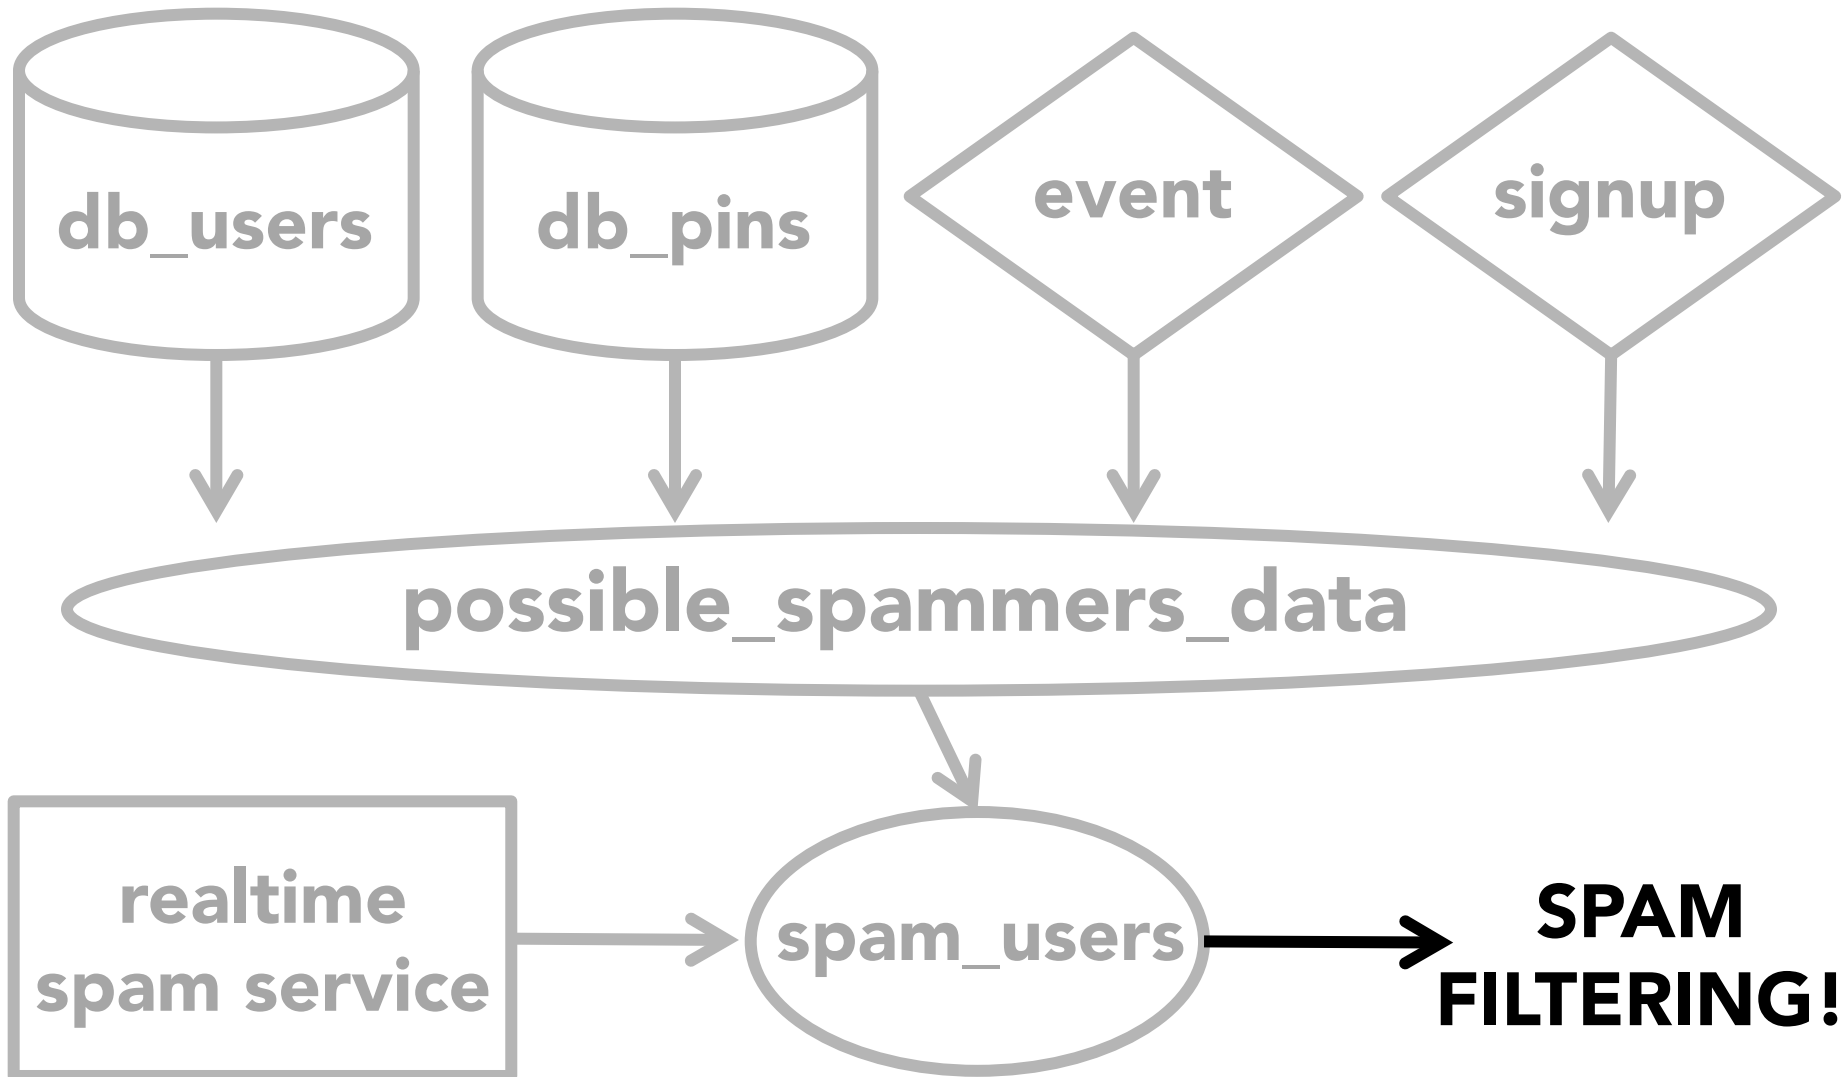 db_users
db_pins
event
signup
possible_spammers_data
realtime
spam service
spam_users
SPAM
FILTERING!